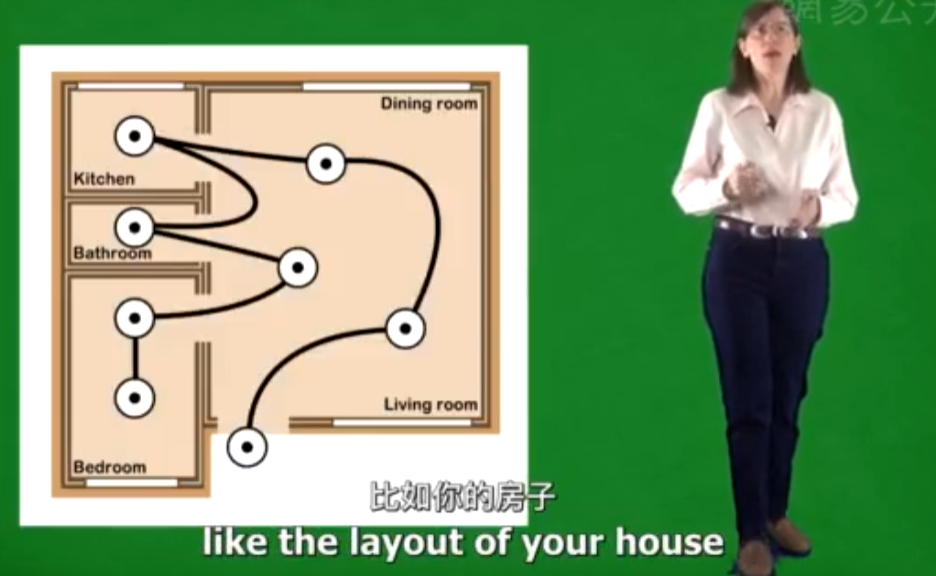 網易公开
Dining room
Kitchen
Bathroom
Living room
Bedroom
比如你的房子
like the layout of your house